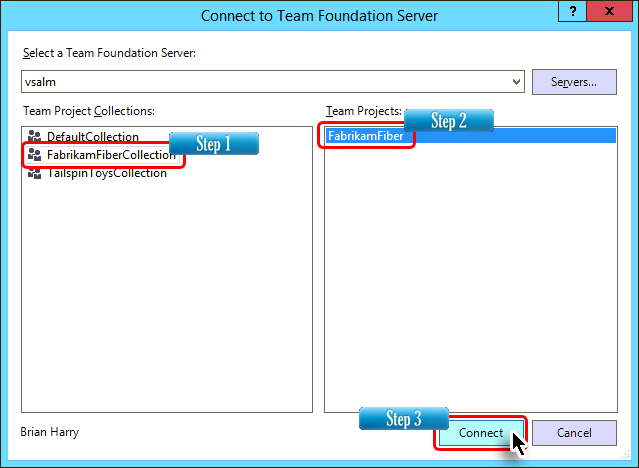 Connect to Team Foundation Server
?
Select a Team Foundation Server:
vsalm
Servers...
Team Project Collections:
Team Projects:
DefaultCollection
FabrikamFiberCollection
TailspinToysCollection
Step 1
FabrikamFiber
Step 2
Step 3
Brian Harry
Connect
Cancel